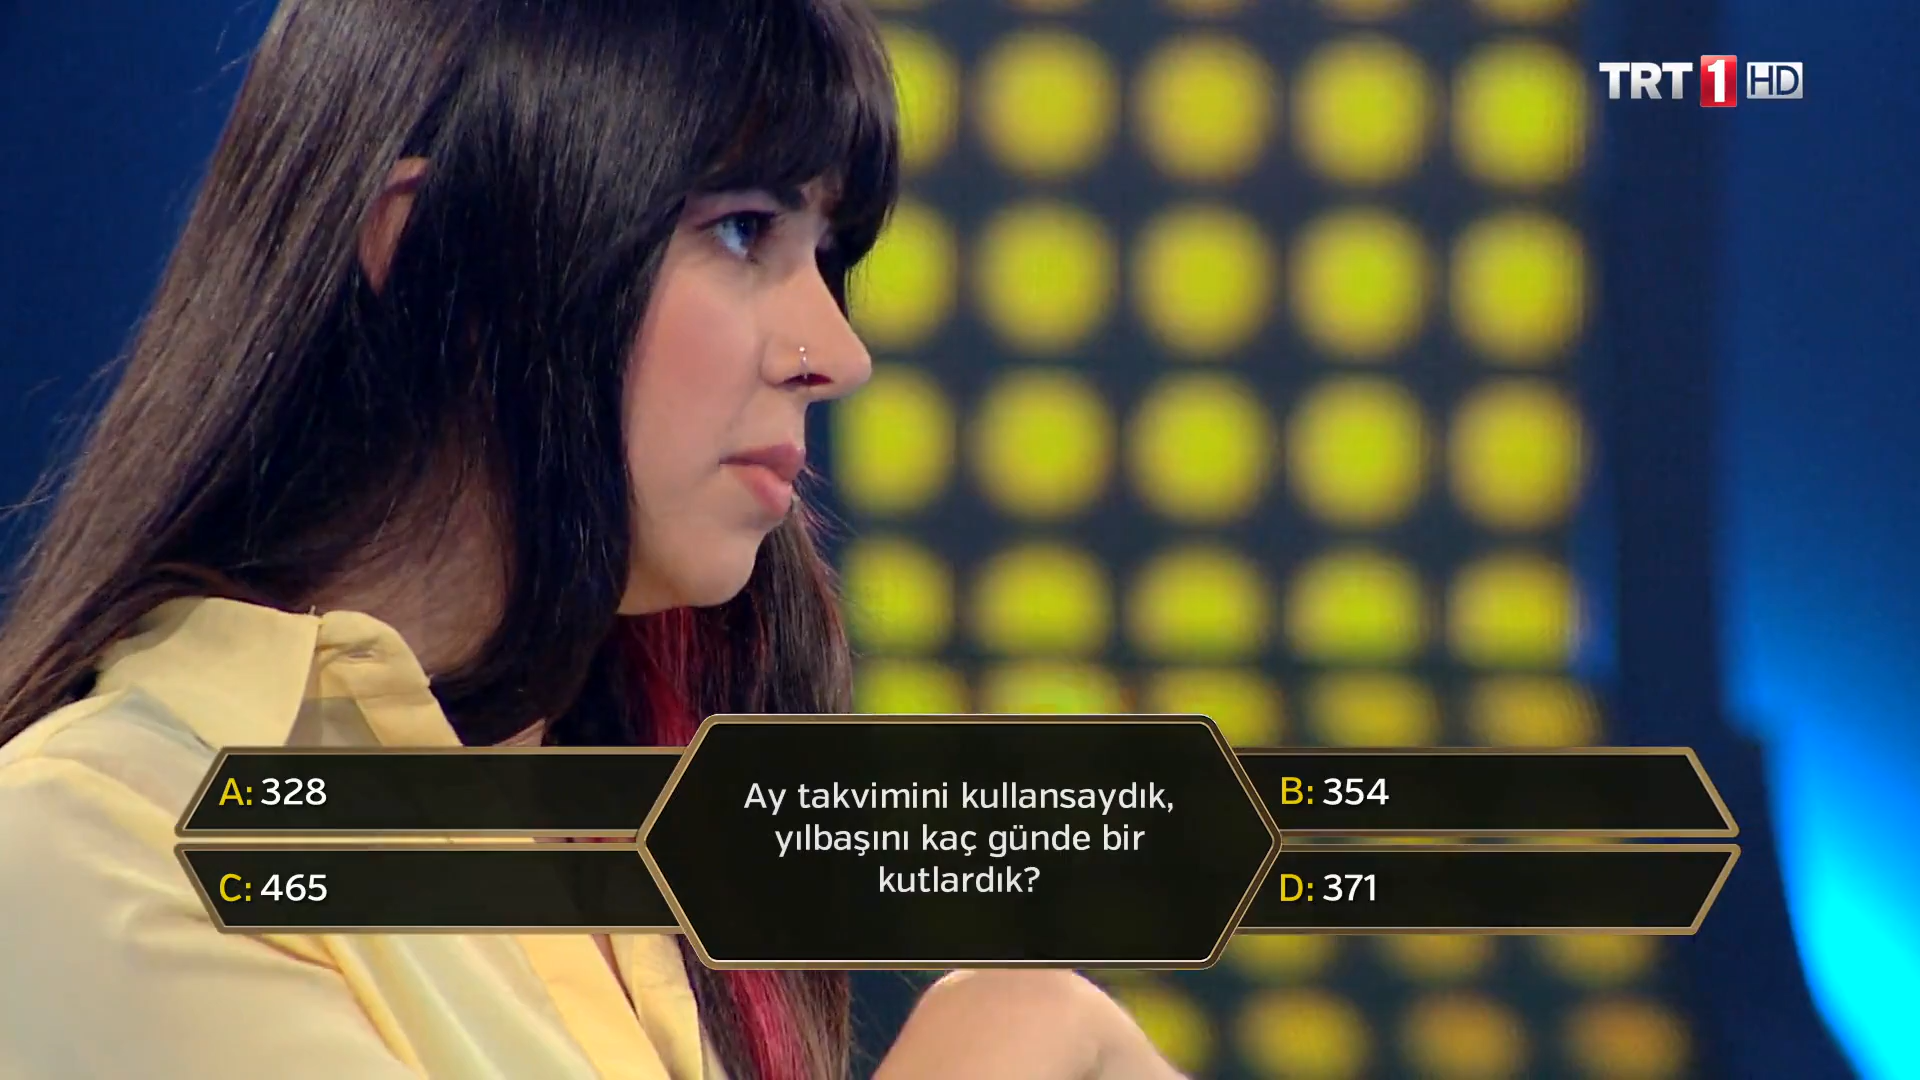 TRT 1 HD
Ay takvimini kullansaydık,
yılbaşını kaç günde bir
kutlardık?
A: 328
B: 354
C: 465
D: 371